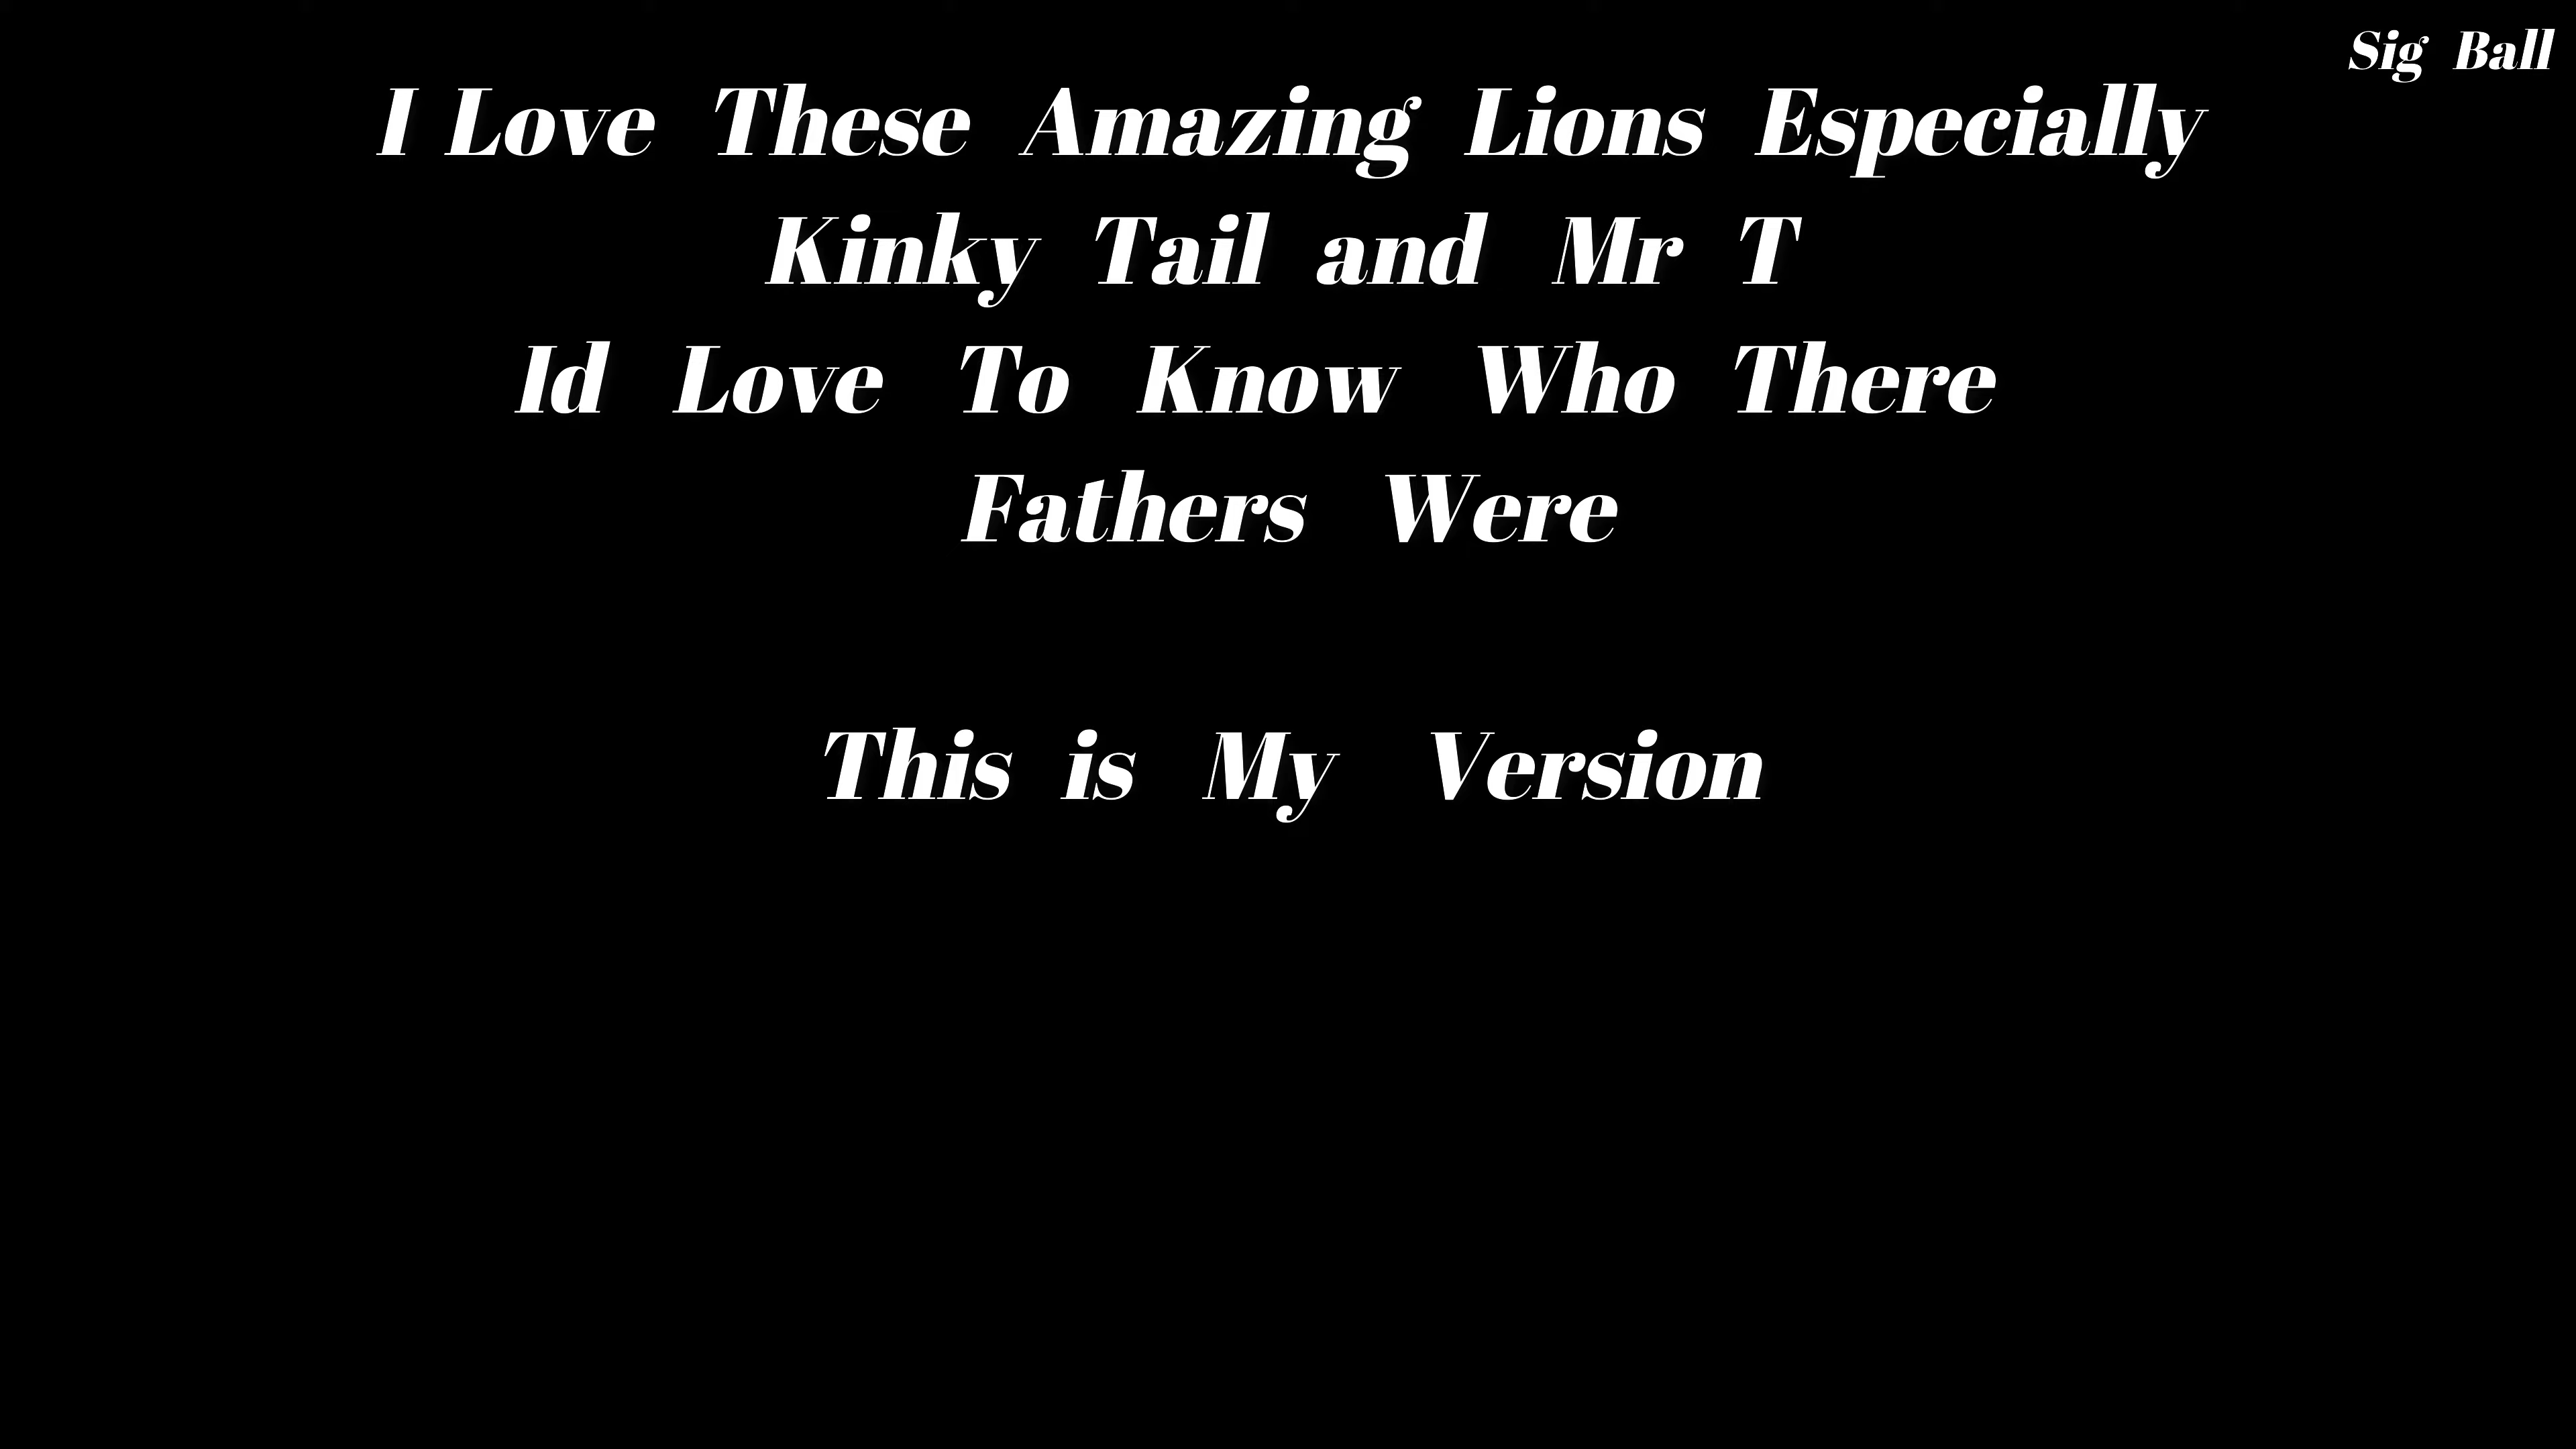 Sig Ball
I Love These Amazing Lions Especially
Kinky Tail and Mr T
Id Love To Know Who There
Fathers Were
This is My Version